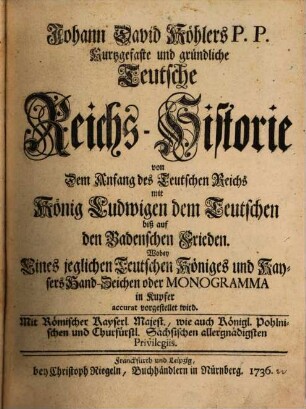 Johann David Köhlers P. P.
Kurtzgefaste und gründliche
Teutsche
Reichs-Historie
von
Dem Anfang des Teutschen Reichs
mit
König Ludwigen dem Teutschen
biß auf
den Badenschen Frieden.
Wobey
Eines jeglichen Teutschen Königes und Kay-
sers Hand-Zeichen oder MONOGRAMMA
in Kupfer
accurat vorgestellet wird.
Mit Römischer Kayserl. Majest., wie auch Königl. Pohlni-
schen und Churfürstl. Sächsischen allergnädigsten
Privilegiis.
Franckfurth und Leipzig,
bey Christoph Riegeln, Buchhändlern in Nürnberg. 1736.